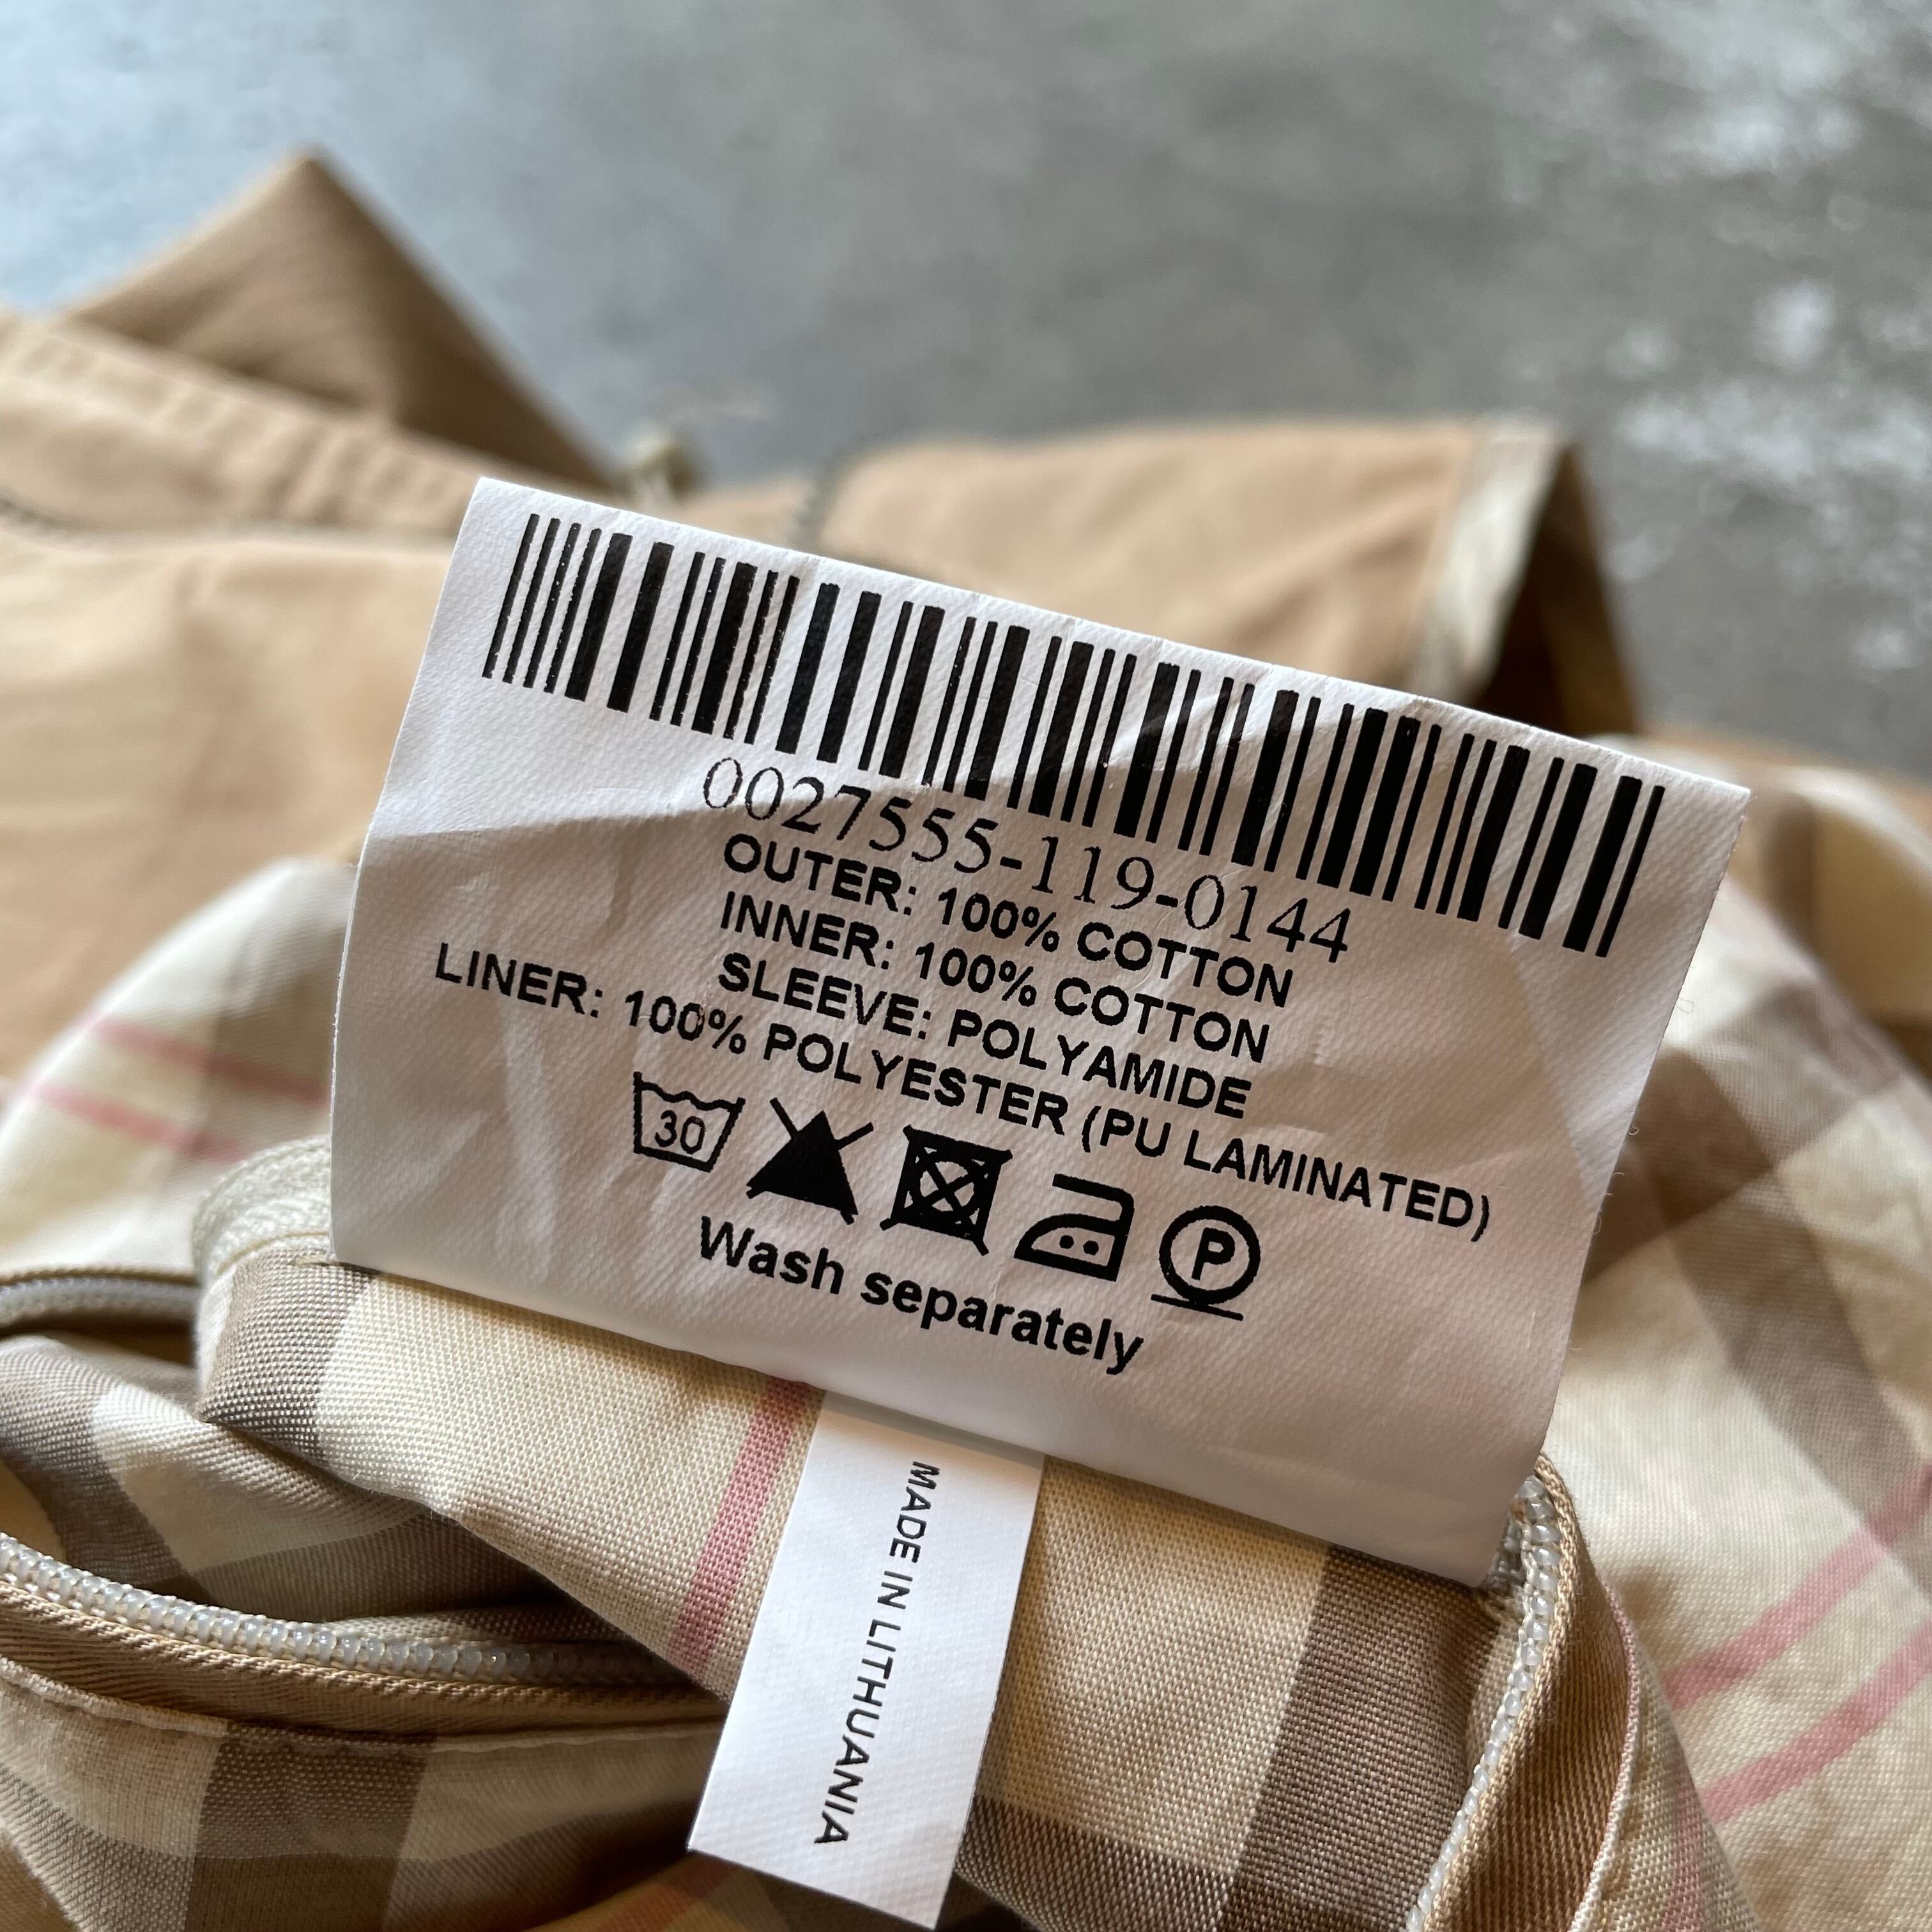 0027555-119-0144
OUTER: 100% COTTON
INNER: 100% COTTON
SLEEVE: POLYAMIDE
LINER: 100% POLYESTER (PU LAMINATED)
30
P
Wash separately
MADE IN LITHUANIA